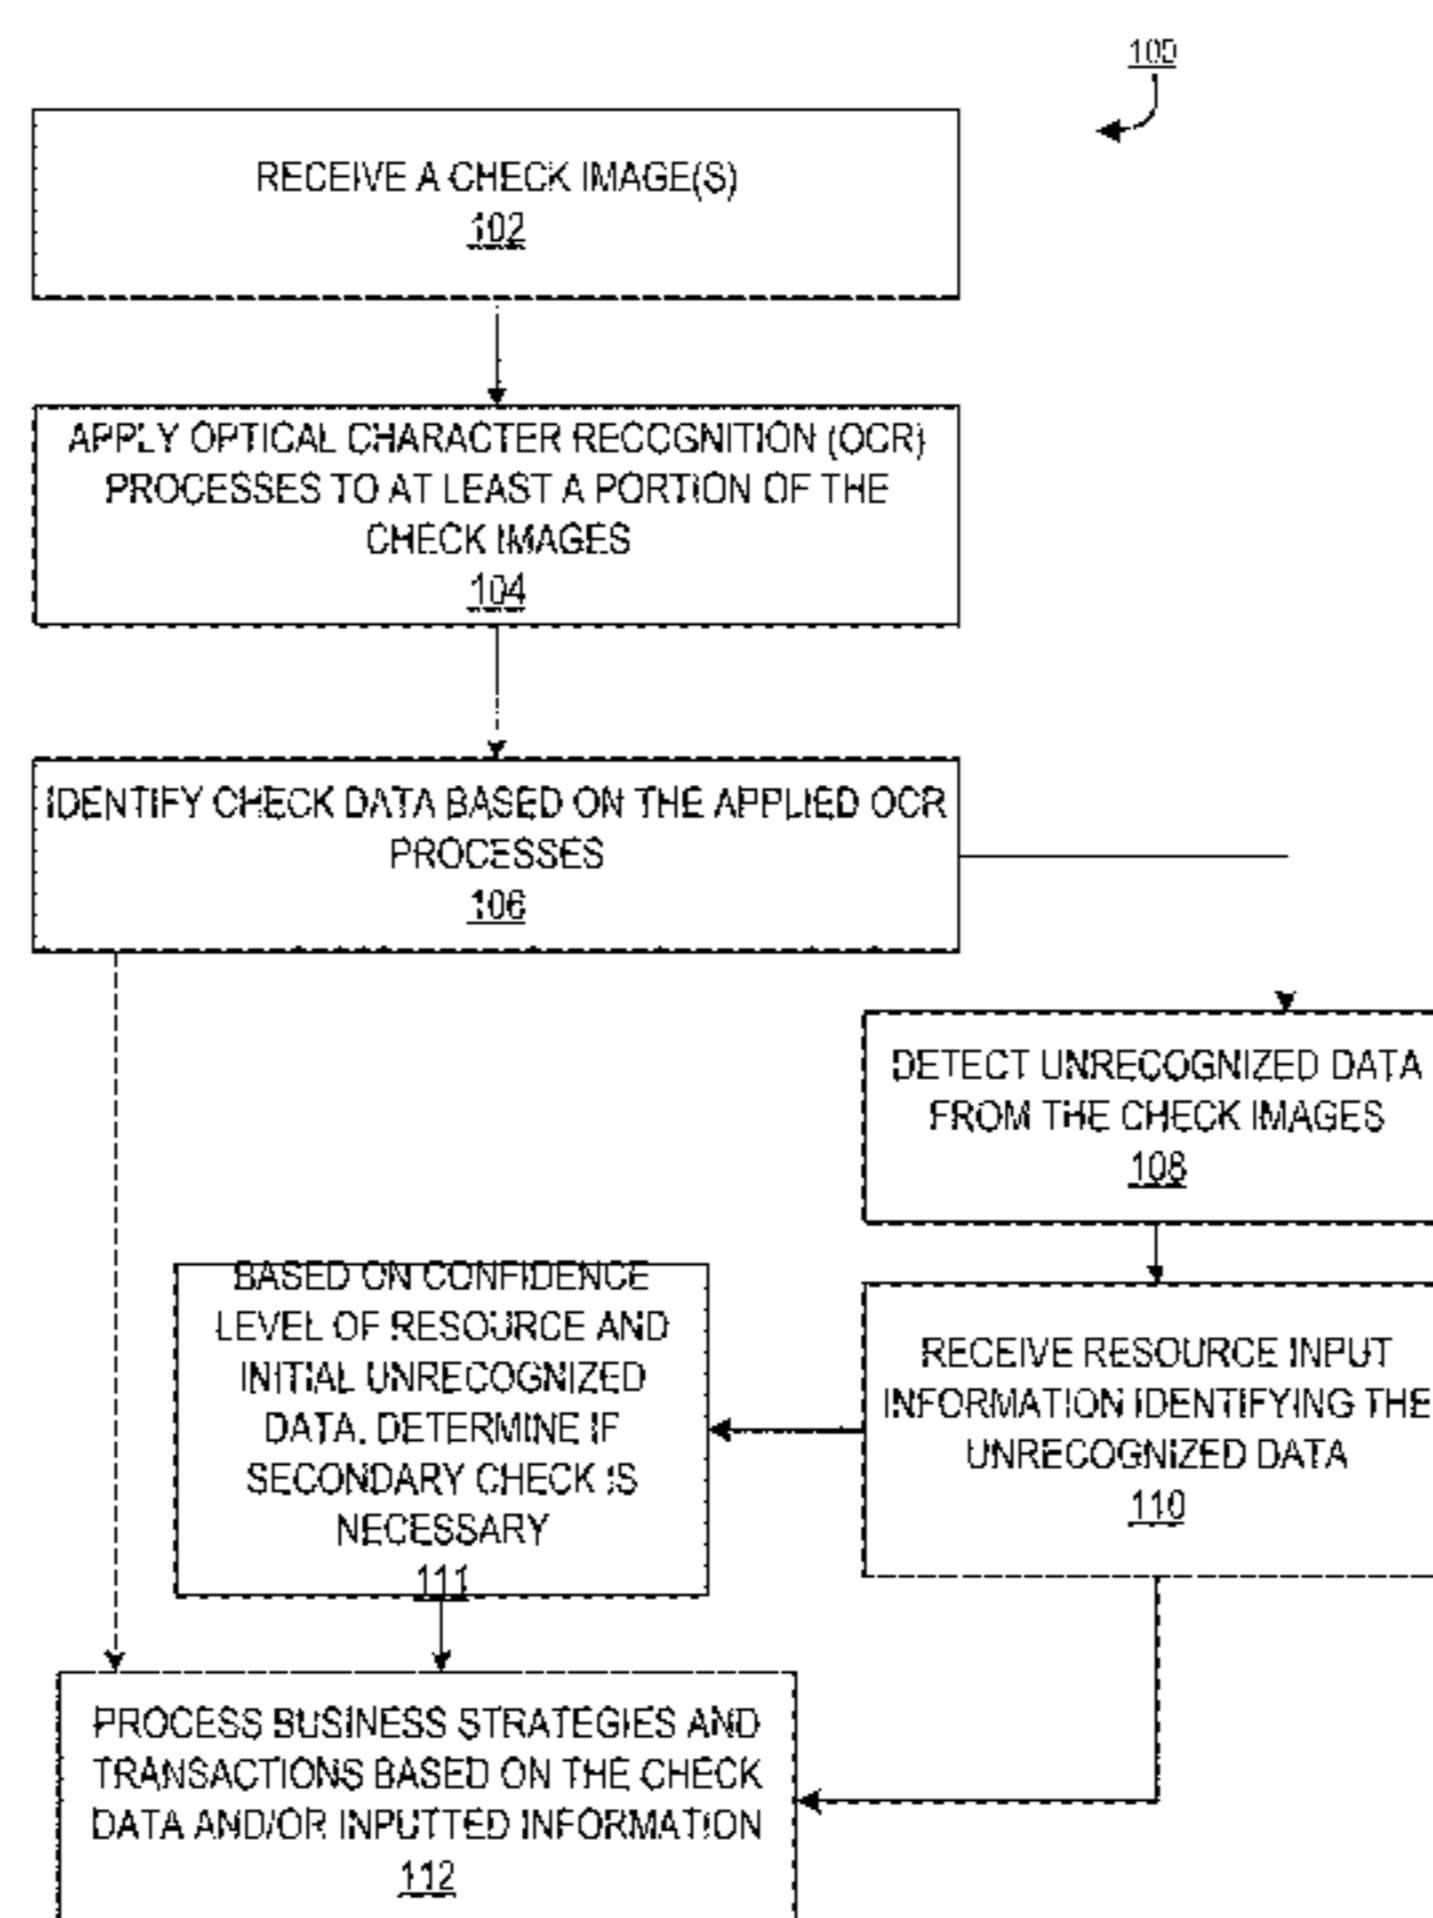 100
RECEIVE A CHECK IMAGE(S)
102
APPLY OPTICAL CHARACTER RECOGNITION (OCR)
PROCESSES TO AT LEAST A PORTION OF THE
CHECK IMAGES
104
IDENTIFY CHECK DATA BASED ON THE APPLIED OCR
PROCESSES
106
DETECT UNRECOGNIZED DATA
FROM THE CHECK IMAGES
108
RECEIVE RESOURCE INPUT
INFORMATION IDENTIFYING THE
UNRECOGNIZED DATA
110
BASED ON CONFIDENCE
LEVEL OF RESOURCE AND
INITIAL UNRECOGNIZED
DATA, DETERMINE IF
SECONDARY CHECK IS
NECESSARY
111
PROCESS BUSINESS STRATEGIES AND
TRANSACTIONS BASED ON THE CHECK
DATA AND/OR INPUTTED INFORMATION
112